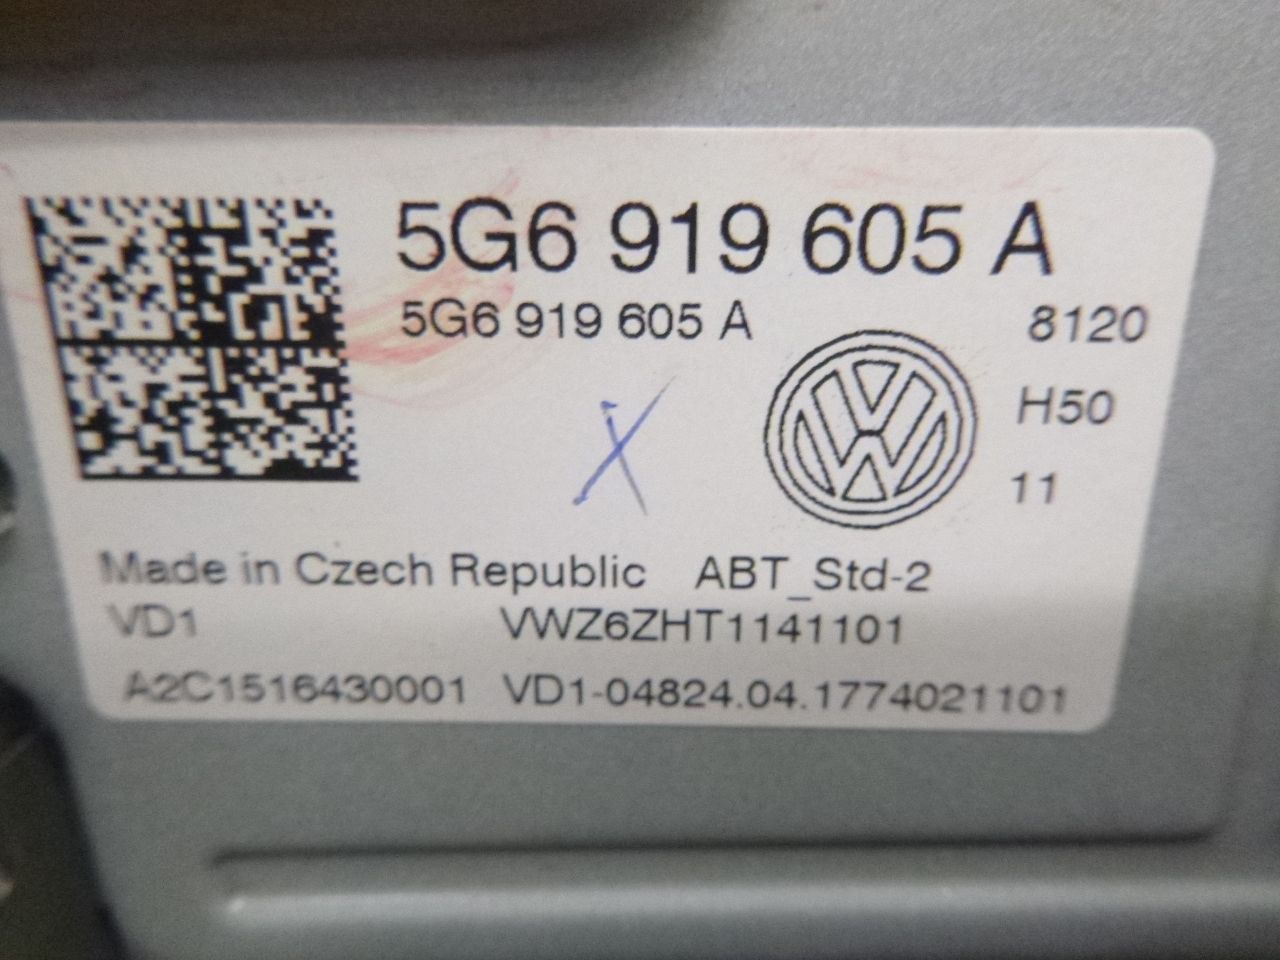 5G6 919 605 A
5G6 919 605 A
8120
H50
11
Made in Czech Republic ABT_Std-2
VD1 VWZ6ZHT1141101
A2C1516430001 VD1-04824.04.1774021101